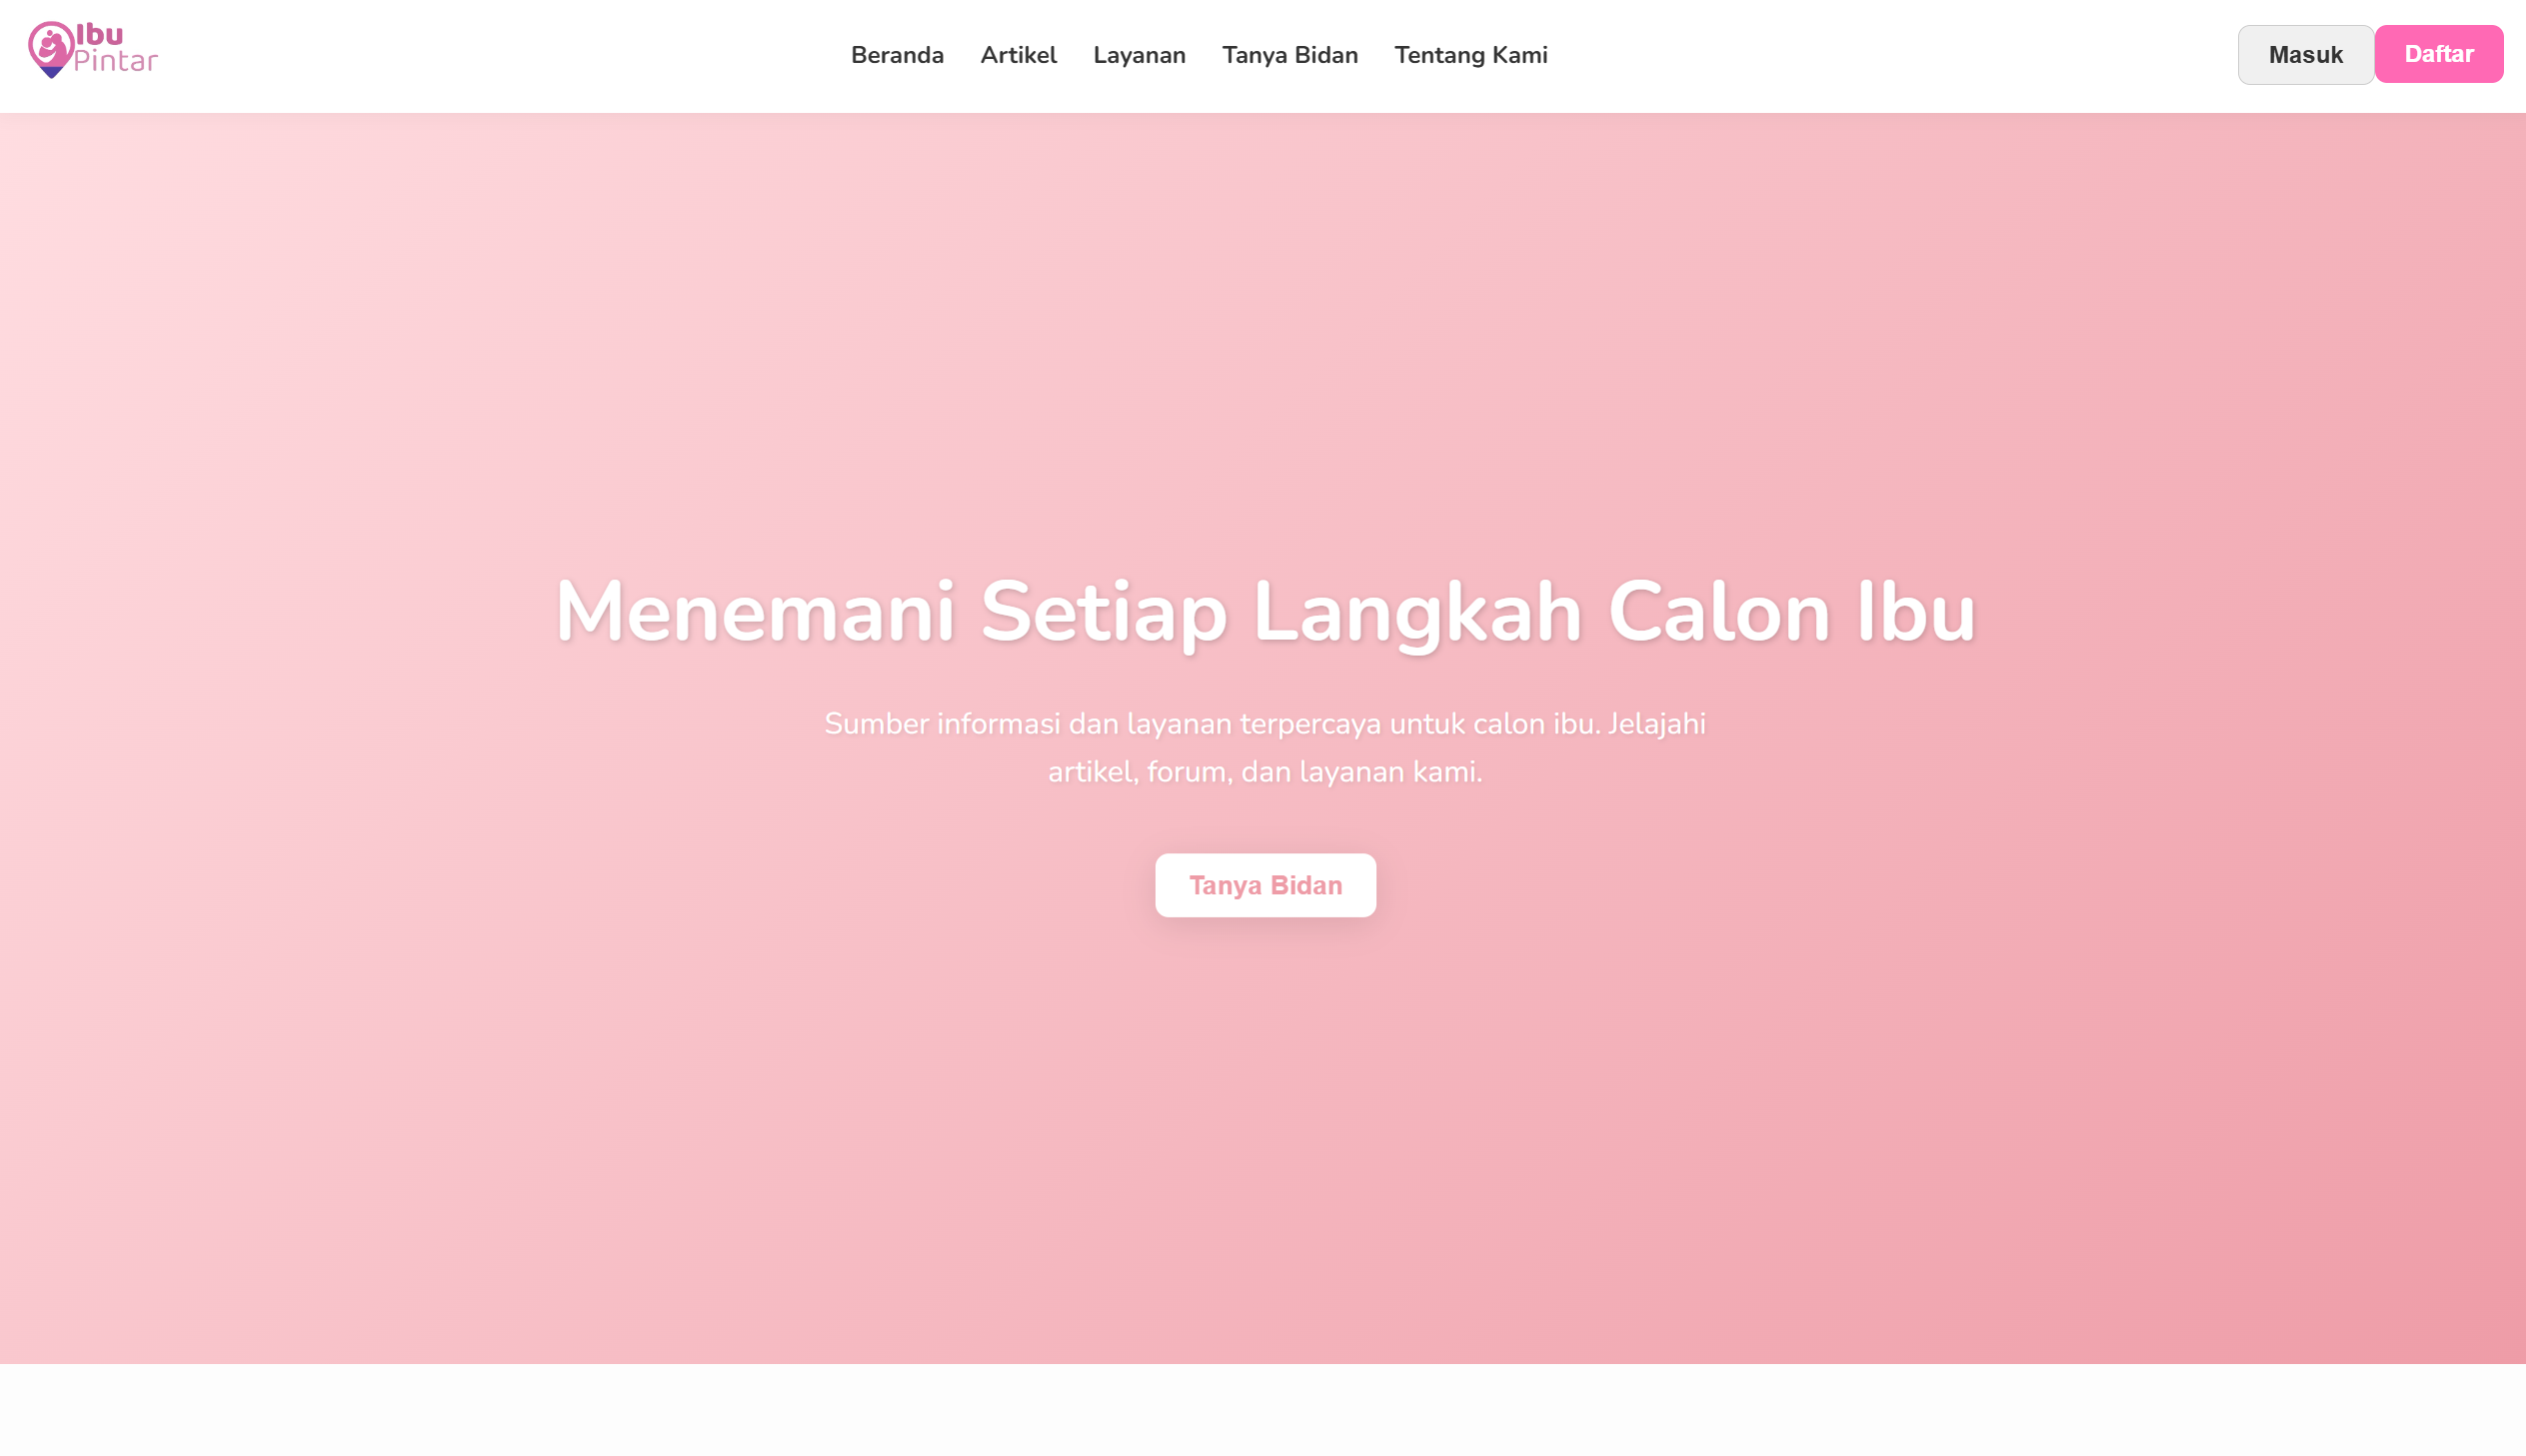 Ibu
Pintar
Beranda Artikel Layanan Tanya Bidan Tentang Kami
Masuk Daftar
Menemani Setiap Langkah Calon Ibu
Sumber informasi dan layanan terpercaya untuk calon ibu. Jelajahi
artikel, forum, dan layanan kami.
Tanya Bidan